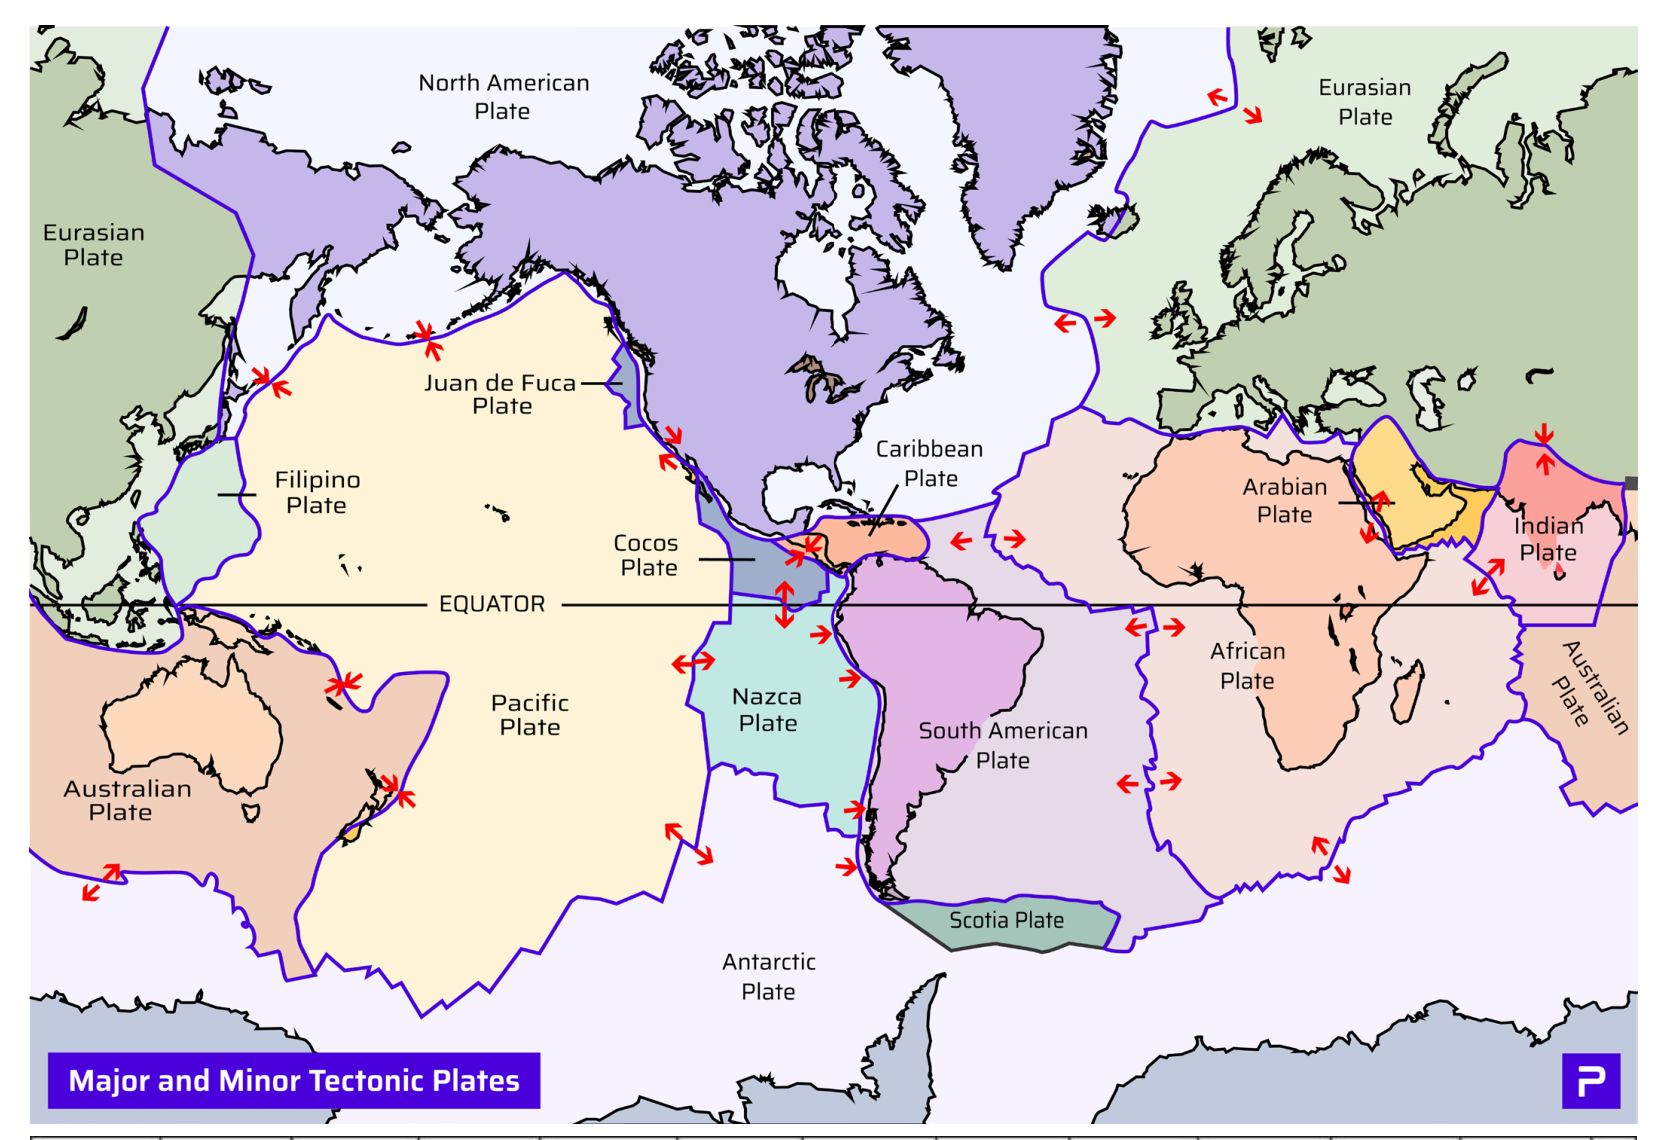 North American
Plate
Eurasian
Plate
Eurasian
Plate
Juan de Fuca
Plate
Caribbean
Plate
Filipino
Plate
Arabian
Plate
Indian
Plate
Cocos
Plate
EQUATOR
African
Plate
Australian
Plate
Nazca
Plate
Pacific
Plate
South American
Plate
Australian
Plate
Scotia Plate
Antarctic
Plate
Major and Minor Tectonic Plates
P